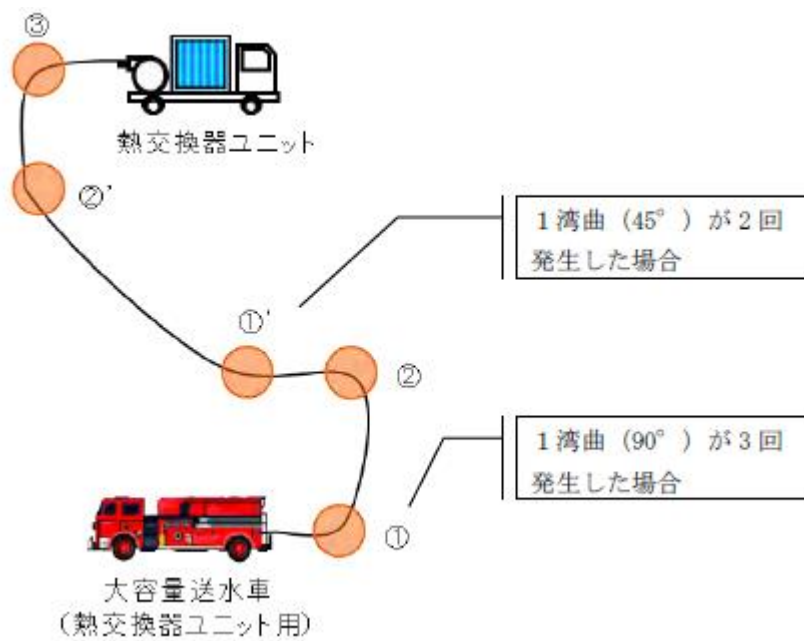 ③
熱交換器ユニット
②'
1湾曲（45°）が2回
発生した場合
①'
②
1湾曲（90°）が3回
発生した場合
①
大容量送水車
（熱交換器ユニット用）